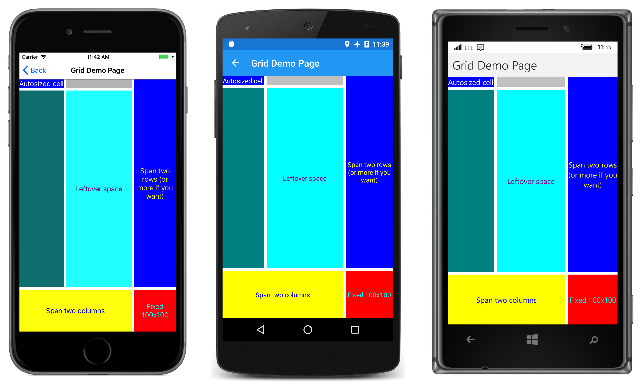 Carrier 11:42 AM
Back Grid Demo Page
Autosized cell
Leftover space
Span two
rows (or
more if you
want)
Span two columns
Fixed
100x100
11:39
Grid Demo Page
Autosized cell
Leftover space
Span two rows
(or more if you
want)
Span two columns
Fixed 100x100
LTE
Grid Demo Page
Autosized cell
Leftover space
Span two rows
(or more if you
want)
Span two columns
Fixed 100x100